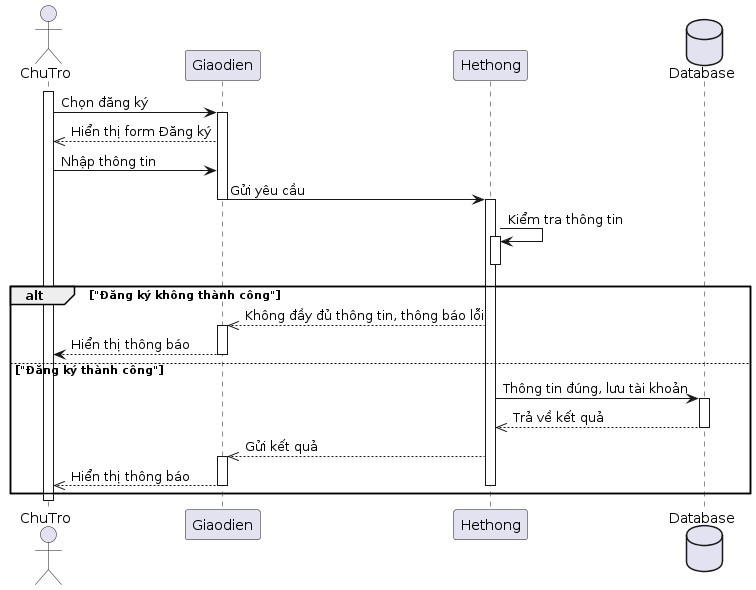 ChuTro
Giaodien
Hethong
Database
Chọn đăng ký
Hiển thị form Đăng ký
Nhập thông tin
Gửi yêu cầu
Kiểm tra thông tin
alt ["Đăng ký không thành công"]
Không đầy đủ thông tin, thông báo lỗi
Hiển thị thông báo
["Đăng ký thành công"]
Thông tin đúng, lưu tài khoản
Trả về kết quả
Gửi kết quả
Hiển thị thông báo
ChuTro
Giaodien
Hethong
Database